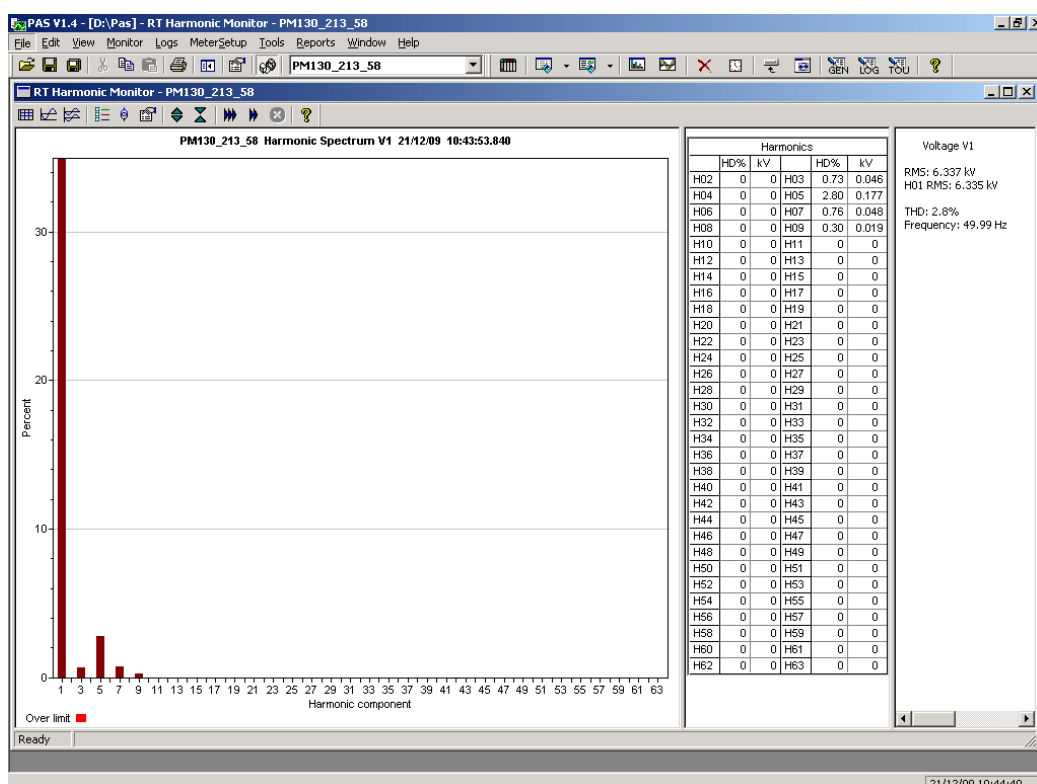 PAS V1.4 - [D:\Pas] - RT Harmonic Monitor - PM130_213_58
File Edit View Monitor Logs MeterSetup Tools Reports Window Help
PM130_213_58 GEN LOG TOU
RT Harmonic Monitor - PM130_213_58
PM130_213_58 Harmonic Spectrum V1 21/12/09 10:43:53.840
30
20
10
0
Percent
1 3 5 7 9 11 13 15 17 19 21 23 25 27 29 31 33 35 37 39 41 43 45 47 49 51 53 55 57 59 61 63
Harmonic component
Over limit
Harmonics
HD% kV HD% kV
H02 0 0 H03 0.73 0.046
H04 0 0 H05 2.80 0.177
H06 0 0 H07 0.76 0.048
H08 0 0 H09 0.30 0.019
H10 0 0 H11 0 0
H12 0 0 H13 0 0
H14 0 0 H15 0 0
H16 0 0 H17 0 0
H18 0 0 H19 0 0
H20 0 0 H21 0 0
H22 0 0 H23 0 0
H24 0 0 H25 0 0
H26 0 0 H27 0 0
H28 0 0 H29 0 0
H30 0 0 H31 0 0
H32 0 0 H33 0 0
H34 0 0 H35 0 0
H36 0 0 H37 0 0
H38 0 0 H39 0 0
H40 0 0 H41 0 0
H42 0 0 H43 0 0
H44 0 0 H45 0 0
H46 0 0 H47 0 0
H48 0 0 H49 0 0
H50 0 0 H51 0 0
H52 0 0 H53 0 0
H54 0 0 H55 0 0
H56 0 0 H57 0 0
H58 0 0 H59 0 0
H60 0 0 H61 0 0
H62 0 0 H63 0 0
Voltage V1
RMS: 6.337 kV
H01 RMS: 6.335 kV
THD: 2.8%
Frequency: 49.99 Hz
Ready
21/12/09 10:44:40